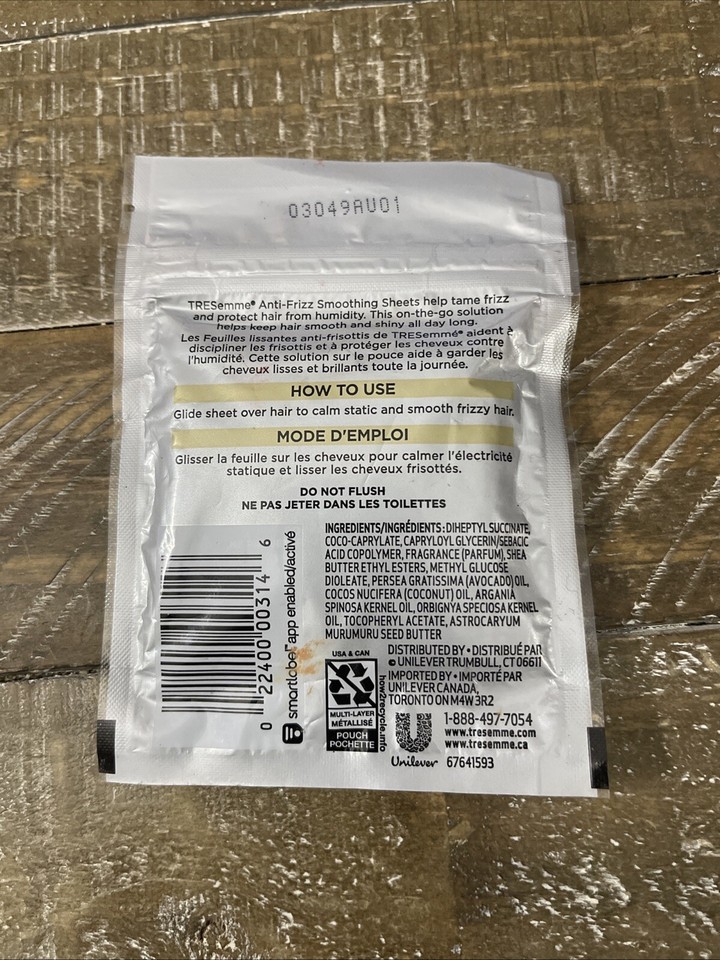 03049AU01
TRESemmé® Anti-Frizz Smoothing Sheets help tame frizz
and protect hair from humidity. This on-the-go solution
helps keep hair smooth and shiny all day long.
Les Feuilles lissantes anti-frisottis de TRESemmé® aident à
discipliner les frisottis et à protéger les cheveux contre
l'humidité. Cette solution sur le pouce aide à garder les
cheveux lisses et brillants toute la journée.
HOW TO USE
Glide sheet over hair to calm static and smooth frizzy hair.
MODE D'EMPLOI
Glisser la feuille sur les cheveux pour calmer l'électricité
statique et lisser les cheveux frisottés.
DO NOT FLUSH
NE PAS JETER DANS LES TOILETTES
INGREDIENTS/INGRÉDIENTS: DIHEPTYL SUCCINATE,
COCO-CAPRYLATE, CAPRYLOYL GLYCERIN/SEBACIC
ACID COPOLYMER, FRAGRANCE (PARFUM), SHEA
BUTTER ETHYL ESTERS, METHYL GLUCOSE
DIOLEATE, PERSEA GRATISSIMA (AVOCADO) OIL,
COCOS NUCIFERA (COCONUT) OIL, ARGANIA
SPINOSA KERNEL OIL, ORBIGNYA SPECIOSA KERNEL
OIL, TOCOPHERYL ACETATE, ASTROCARYUM
MURUMURU SEED BUTTER
0 22400 00314 6
smartlabel app enabled/activé
USA & CAN
MULTI-LAYER
MÉTALLISÉ
POUCH
POCHETTE
how2recycle.info
DISTRIBUTED BY • DISTRIBUÉ PAR
© UNILEVER TRUMBULL, CT 06611
IMPORTED BY • IMPORTÉ PAR
UNILEVER CANADA,
TORONTO ON M4W 3R2
1-888-497-7054
www.tresemme.com
www.tresemme.ca
Unilever 67641593